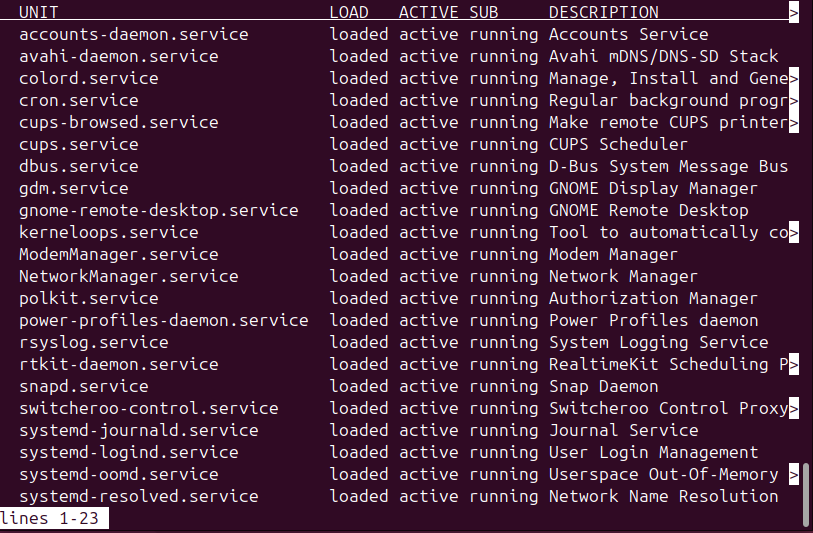 UNIT LOAD ACTIVE SUB DESCRIPTION >
accounts-daemon.service loaded active running Accounts Service
avahi-daemon.service loaded active running Avahi mDNS/DNS-SD Stack
colord.service loaded active running Manage, Install and Gene>
cron.service loaded active running Regular background progr>
cups-browsed.service loaded active running Make remote CUPS printer>
cups.service loaded active running CUPS Scheduler
dbus.service loaded active running D-Bus System Message Bus
gdm.service loaded active running GNOME Display Manager
gnome-remote-desktop.service loaded active running GNOME Remote Desktop
kerneloops.service loaded active running Tool to automatically co>
ModemManager.service loaded active running Modem Manager
NetworkManager.service loaded active running Network Manager
polkit.service loaded active running Authorization Manager
power-profiles-daemon.service loaded active running Power Profiles daemon
rsyslog.service loaded active running System Logging Service
rtkit-daemon.service loaded active running RealtimeKit Scheduling P>
snapd.service loaded active running Snap Daemon
switcheroo-control.service loaded active running Switcheroo Control Proxy>
systemd-journald.service loaded active running Journal Service
systemd-logind.service loaded active running User Login Management
systemd-oomd.service loaded active running Userspace Out-Of-Memory >
systemd-resolved.service loaded active running Network Name Resolution
lines 1-23